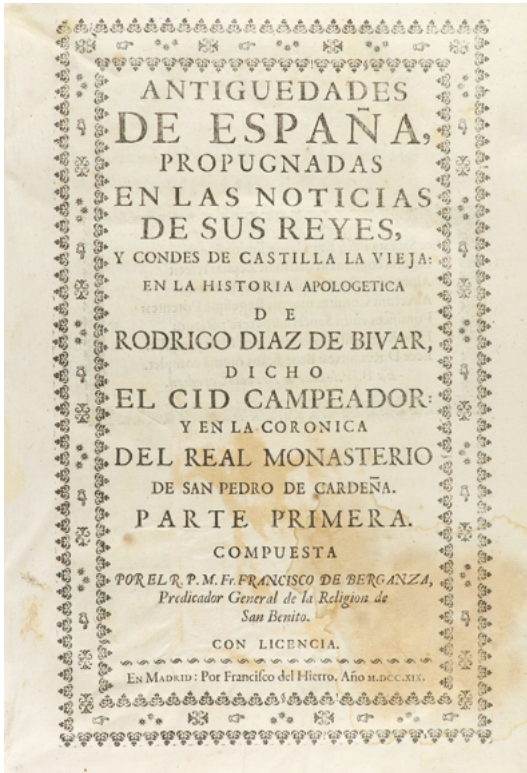 ANTIGUEDADES
DE ESPAÑA,
PROPUGNADAS
EN LAS NOTICIAS
DE SUS REYES,
Y CONDES DE CASTILLA LA VIEJA:
EN LA HISTORIA APOLOGETICA
DE
RODRIGO DIAZ DE BIVAR,
DICHO
EL CID CAMPEADOR:
Y EN LA CORONICA
DEL REAL MONASTERIO
DE SAN PEDRO DE CARDEÑA.
PARTE PRIMERA.
COMPUESTA
POR EL R. P. M. Fr. FRANCISCO DE BERGANZA,
Predicador General de la Religion de
San Benito.
CON LICENCIA.
EN MADRID: Por Francisco del Hierro, Año M.DCC.XIX.